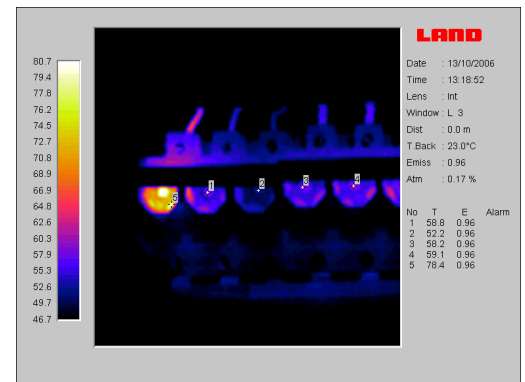 LAND
80.7
79.4
77.8
76.2
74.5
72.7
70.8
68.9
66.9
64.8
62.6
60.3
57.9
55.3
52.6
49.7
46.7
1
2
3
4
5
Date : 13/10/2006
Time : 13:18:52
Lens : Int
Window : L 3
Dist : 0.0 m
T.Back : 23.0°C
Emiss : 0.96
Atm : 0.17 %
No T E Alarm
1 58.8 0.96
2 52.2 0.96
3 58.2 0.96
4 59.1 0.96
5 78.4 0.96